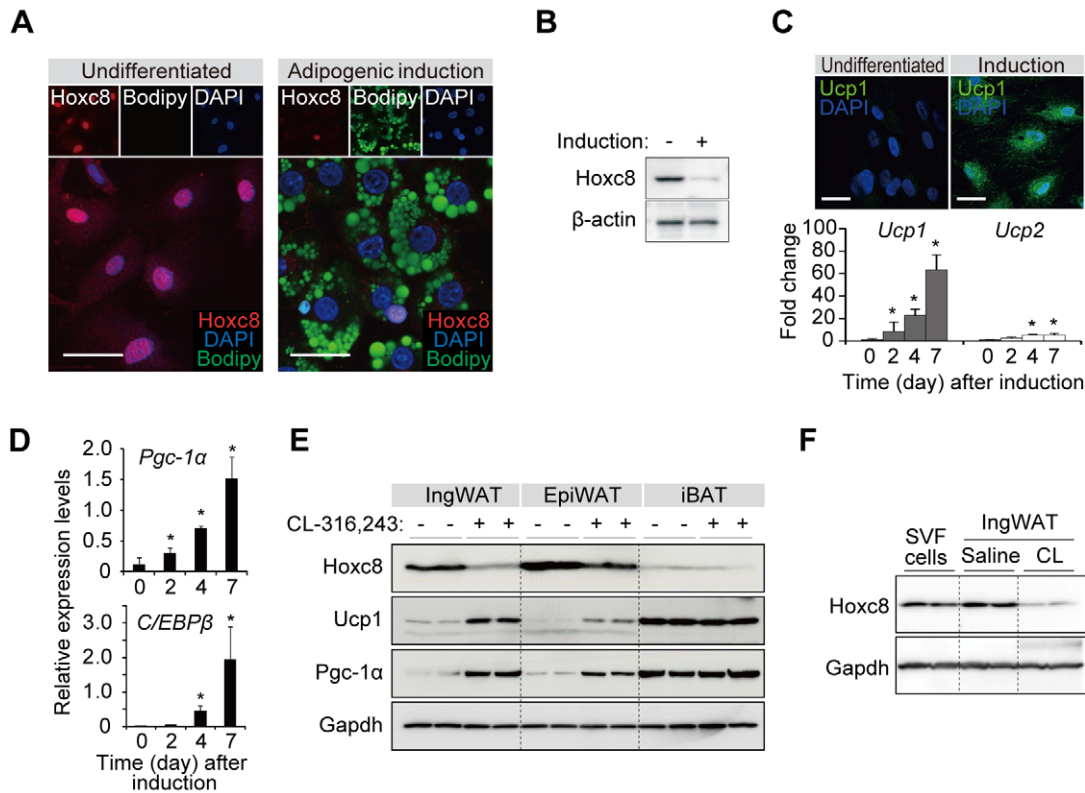 A
Undifferentiated
Adipogenic induction
Hoxc8 Bodipy DAPI
Hoxc8 Bodipy DAPI
Hoxc8
DAPI
Bodipy
Hoxc8
DAPI
Bodipy
B
Induction: - +
Hoxc8
β-actin
C
Undifferentiated Induction
Ucp1
DAPI
Ucp1
DAPI
Ucp1
Ucp2
Fold change
100
80
60
40
20
0
* * *
* *
0 2 4 7 0 2 4 7
Time (day) after induction
D
Relative expression levels
Pgc-1α
2.0
1.5
1.0
0.5
0
* * *
0 2 4 7
C/EBPβ
3.0
2.0
1.0
0
* *
0 2 4 7
Time (day) after
induction
E
IngWAT EpiWAT iBAT
CL-316,243: - - + + - - + + - - + +
Hoxc8
Ucp1
Pgc-1α
Gapdh
F
IngWAT
SVF
cells
Saline CL
Hoxc8
Gapdh